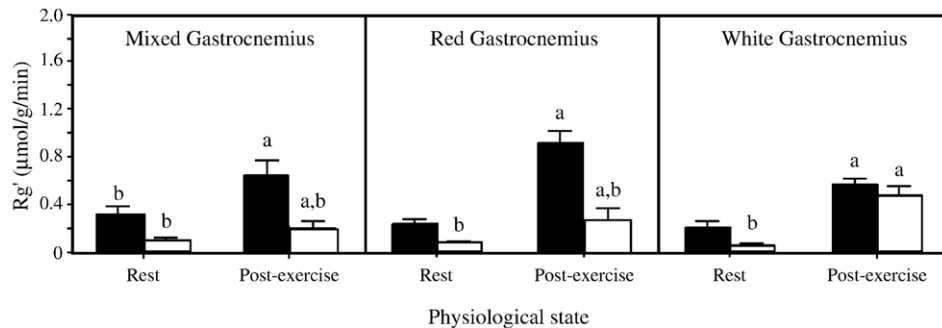 2.0
Mixed Gastrocnemius Red Gastrocnemius White Gastrocnemius
1.6
Rg' (μmol/g/min)
1.2
0.8
0.4
0
b b a a,b
b a a,b
b a a
Rest Post-exercise Rest Post-exercise Rest Post-exercise
Physiological state